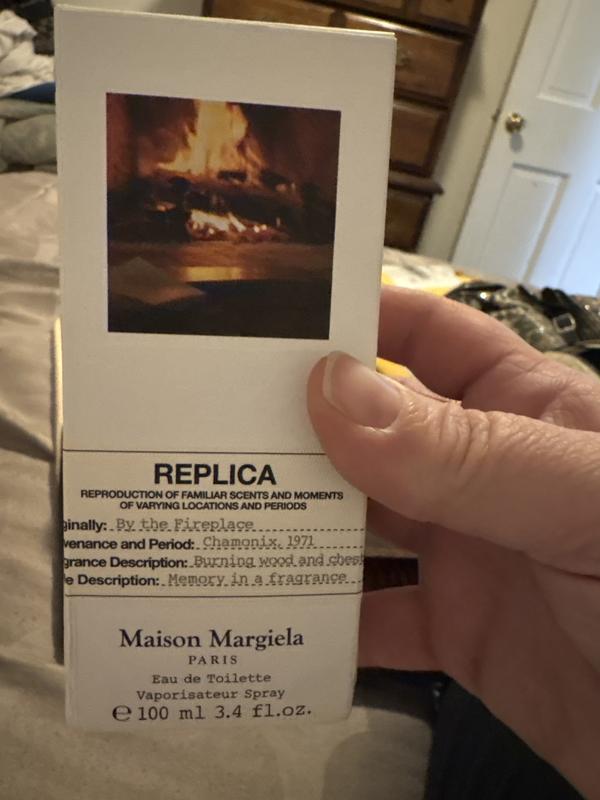 REPLICA
REPRODUCTION OF FAMILIAR SCENTS AND MOMENTS
OF VARYING LOCATIONS AND PERIODS
ginally: By the Fireplace
venance and Period: Chamonix, 1971
grance Description: Burning wood and chest
e Description: Memory in a fragrance
Maison Margiela
PARIS
Eau de Toilette
Vaporisateur Spray
℮ 100 ml 3.4 fl.oz.